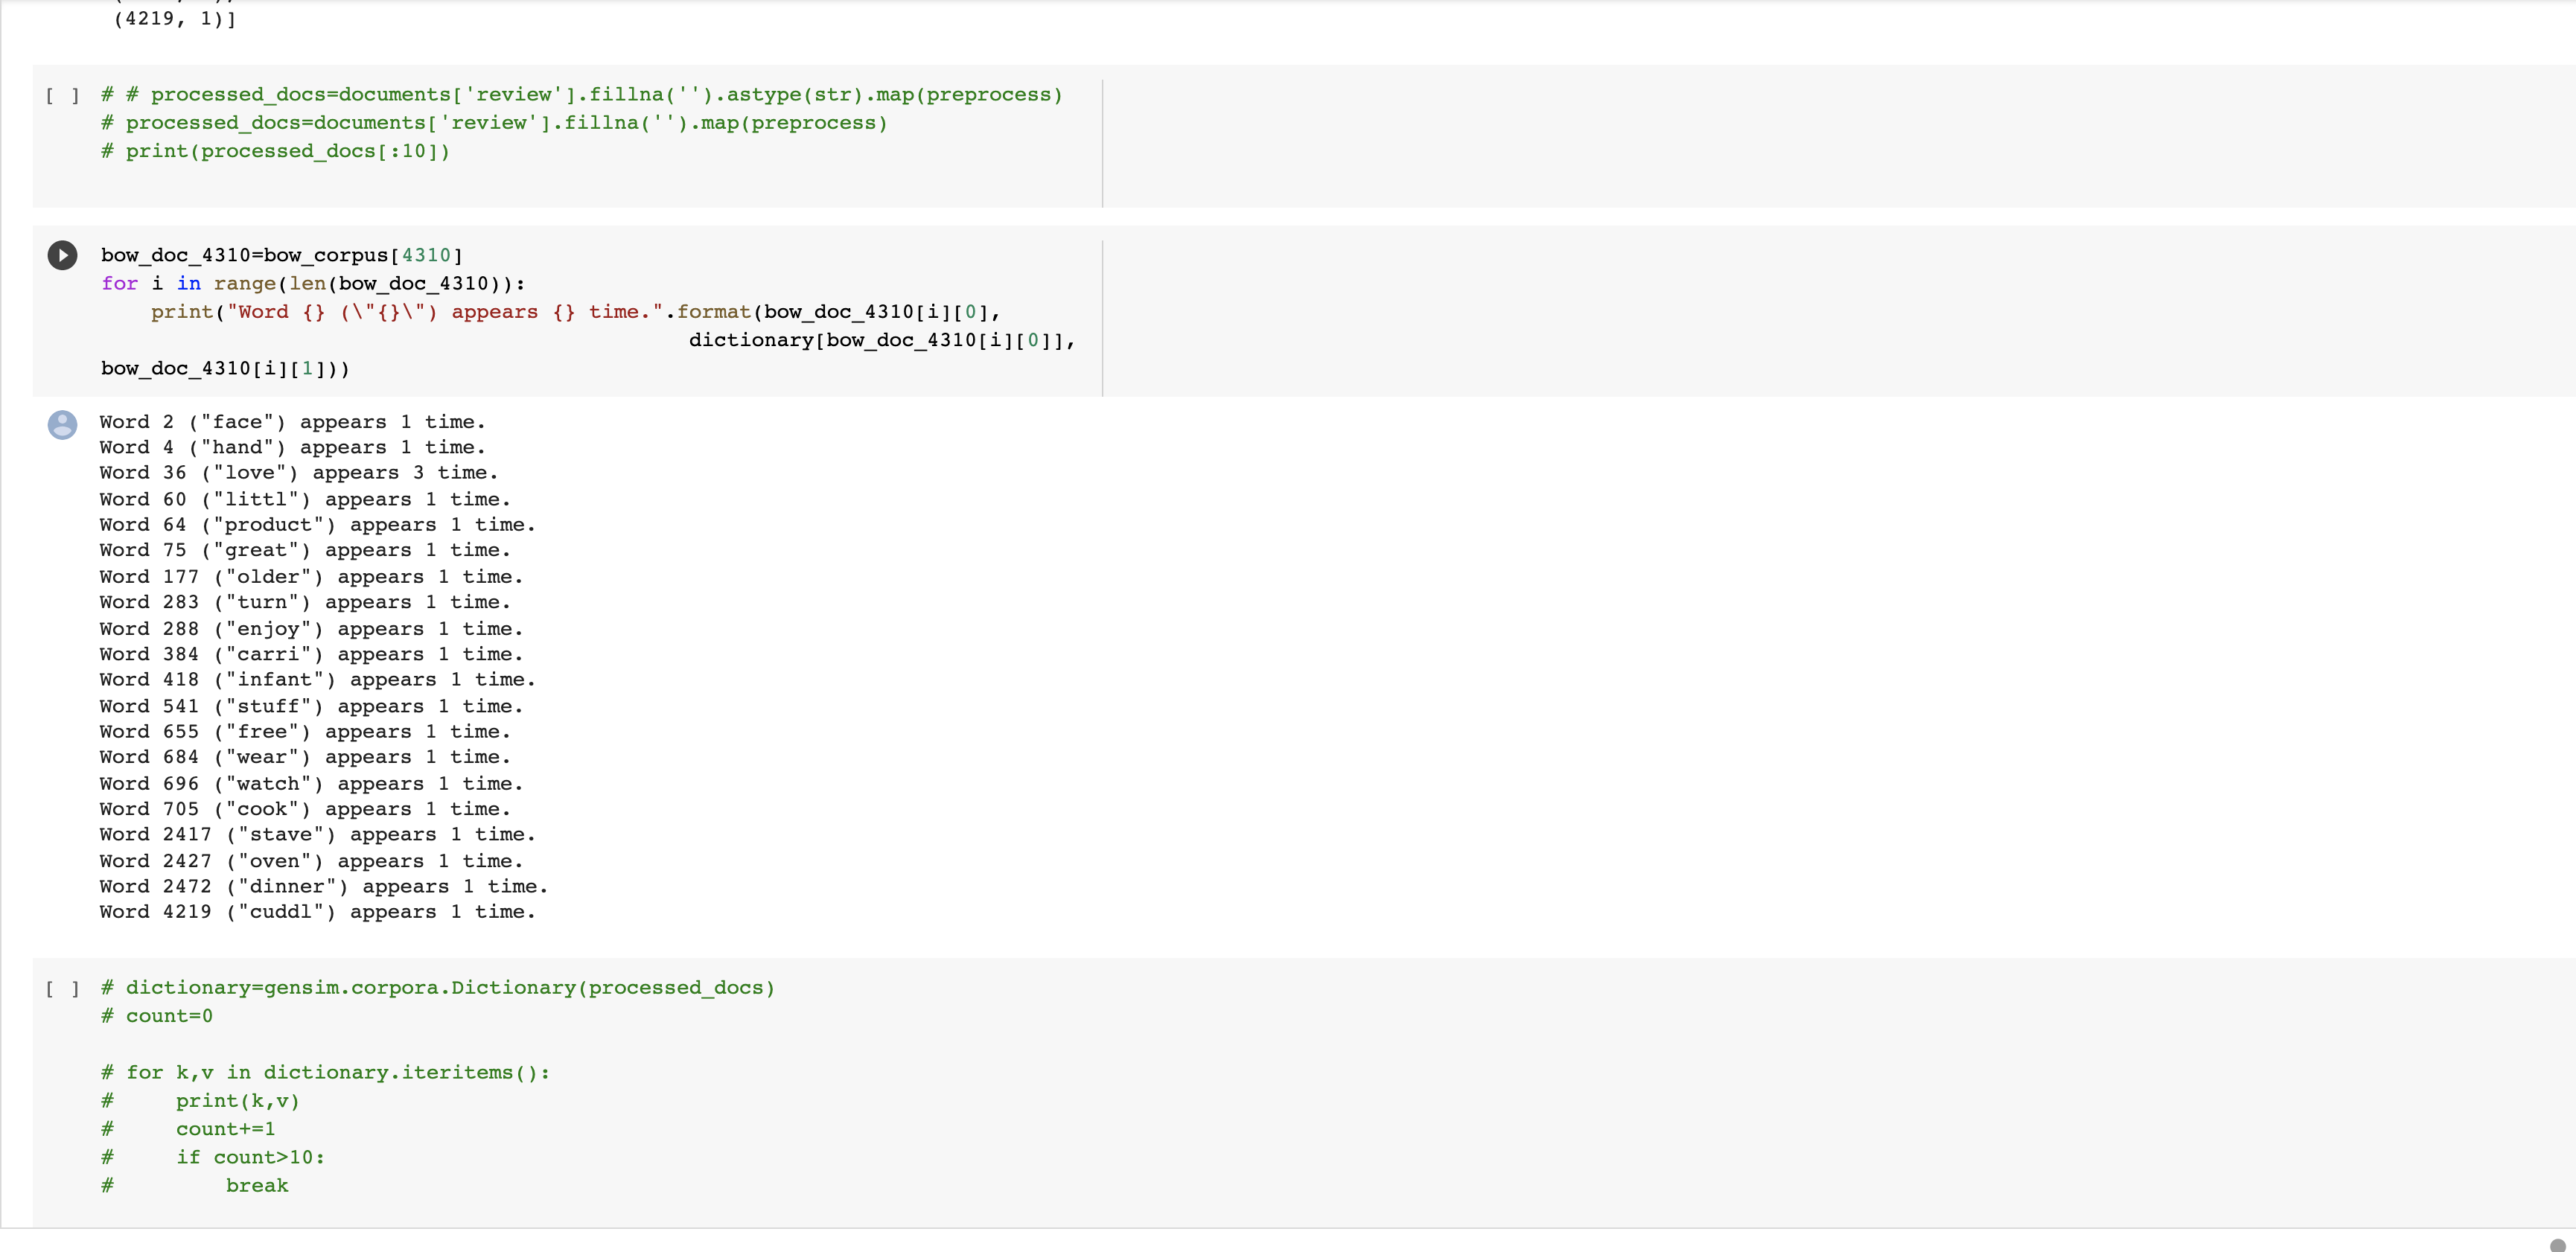 (4219, 1)]
[ ] # # processed_docs=documents['review'].fillna('').astype(str).map(preprocess)
# processed_docs=documents['review'].fillna('').map(preprocess)
# print(processed_docs[:10])
bow_doc_4310=bow_corpus[4310]
for i in range(len(bow_doc_4310)):
    print("Word {} (\"{}\") appears {} time.".format(bow_doc_4310[i][0],
                                               dictionary[bow_doc_4310[i][0]],
bow_doc_4310[i][1]))
Word 2 ("face") appears 1 time.
Word 4 ("hand") appears 1 time.
Word 36 ("love") appears 3 time.
Word 60 ("littl") appears 1 time.
Word 64 ("product") appears 1 time.
Word 75 ("great") appears 1 time.
Word 177 ("older") appears 1 time.
Word 283 ("turn") appears 1 time.
Word 288 ("enjoy") appears 1 time.
Word 384 ("carri") appears 1 time.
Word 418 ("infant") appears 1 time.
Word 541 ("stuff") appears 1 time.
Word 655 ("free") appears 1 time.
Word 684 ("wear") appears 1 time.
Word 696 ("watch") appears 1 time.
Word 705 ("cook") appears 1 time.
Word 2417 ("stave") appears 1 time.
Word 2427 ("oven") appears 1 time.
Word 2472 ("dinner") appears 1 time.
Word 4219 ("cuddl") appears 1 time.
[ ] # dictionary=gensim.corpora.Dictionary(processed_docs)
# count=0
# for k,v in dictionary.iteritems():
#     print(k,v)
#     count+=1
#     if count>10:
#         break